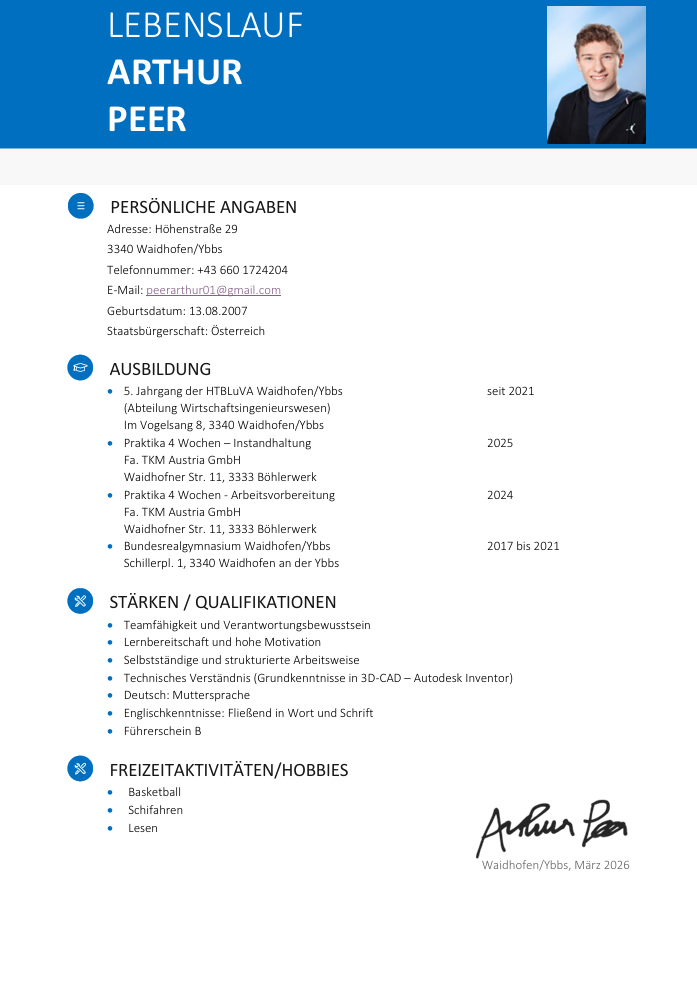 LEBENSLAUF
ARTHUR
PEER
PERSÖNLICHE ANGABEN
Adresse: Höhenstraße 29
3340 Waidhofen/Ybbs
Telefonnummer: +43 660 1724204
E-Mail: peerarthur01@gmail.com
Geburtsdatum: 13.08.2007
Staatsbürgerschaft: Österreich
AUSBILDUNG
• 5. Jahrgang der HTBLuVA Waidhofen/Ybbs seit 2021
(Abteilung Wirtschaftsingenieurswesen)
Im Vogelsang 8, 3340 Waidhofen/Ybbs
• Praktika 4 Wochen – Instandhaltung 2025
Fa. TKM Austria GmbH
Waidhofner Str. 11, 3333 Böhlerwerk
• Praktika 4 Wochen - Arbeitsvorbereitung 2024
Fa. TKM Austria GmbH
Waidhofner Str. 11, 3333 Böhlerwerk
• Bundesrealgymnasium Waidhofen/Ybbs 2017 bis 2021
Schillerpl. 1, 3340 Waidhofen an der Ybbs
STÄRKEN / QUALIFIKATIONEN
• Teamfähigkeit und Verantwortungsbewusstsein
• Lernbereitschaft und hohe Motivation
• Selbstständige und strukturierte Arbeitsweise
• Technisches Verständnis (Grundkenntnisse in 3D-CAD – Autodesk Inventor)
• Deutsch: Muttersprache
• Englischkenntnisse: Fließend in Wort und Schrift
• Führerschein B
FREIZEITAKTIVITÄTEN/HOBBIES
• Basketball
• Schifahren
• Lesen
Arthur Peer
Waidhofen/Ybbs, März 2026